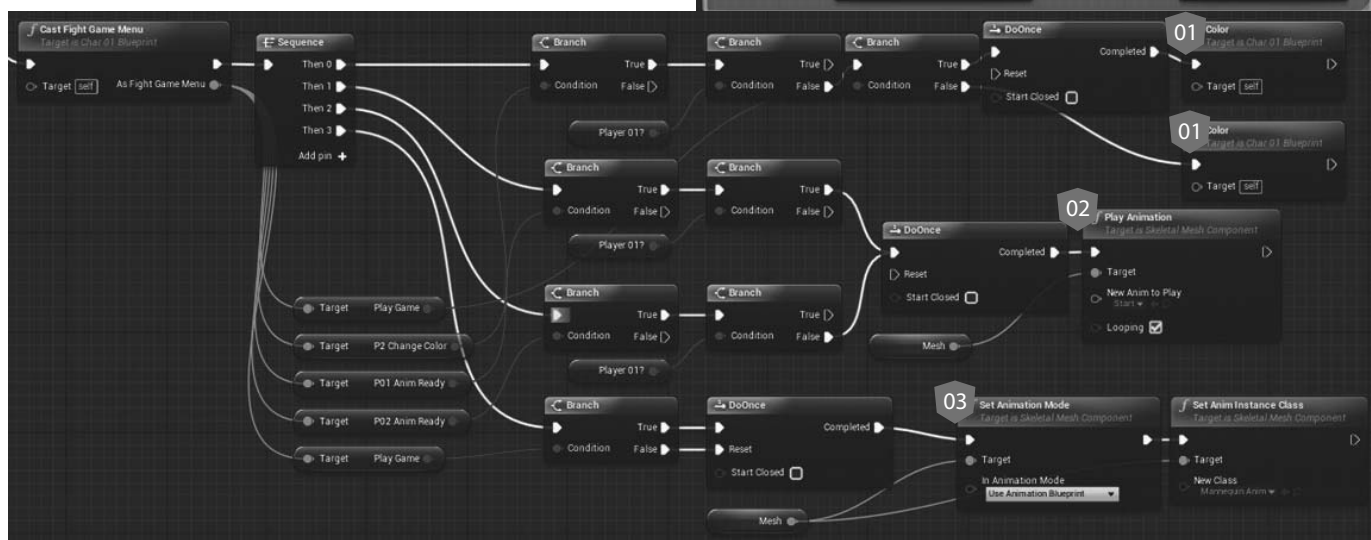 Cast Fight Game Menu
Target is Char 01 Blueprint
Target self
As Fight Game Menu
Sequence
Then 0
Then 1
Then 2
Then 3
Add pin +
Branch
True
Condition
False
Player 01?
Branch
True
Condition
False
Branch
True
Condition
False
DoOnce
Completed
Reset
Start Closed
01
Color
Target is Char 01 Blueprint
Target self
01
Color
Target is Char 01 Blueprint
Target self
Branch
True
Condition
False
Player 01?
Branch
True
Condition
False
DoOnce
Completed
Reset
Start Closed
02
Play Animation
Target is Skeletal Mesh Component
Target
New Anim to Play
Start
Looping
Branch
True
Condition
False
Player 01?
Branch
True
Condition
False
Mesh
Target Play Game
Target P2 Change Color
Target P01 Anim Ready
Target P02 Anim Ready
Target Play Game
Branch
True
Condition
False
DoOnce
Completed
Reset
Start Closed
Mesh
03
Set Animation Mode
Target is Skeletal Mesh Component
Target
In Animation Mode
Use Animation Blueprint
Set Anim Instance Class
Target is Skeletal Mesh Component
Target
New Class
Mannequin Anim